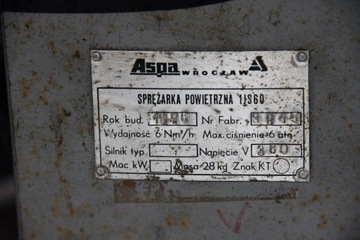 Aspa WROCŁAW
SPRĘŻARKA POWIETRZNA 1JS60
Rok bud. Nr Fabr.
Wydajność 6 Nm³/h Max. ciśnienie 6 atn
Silnik typ - Napięcie V 380
Moc kW Masa 28 kg Znak KT